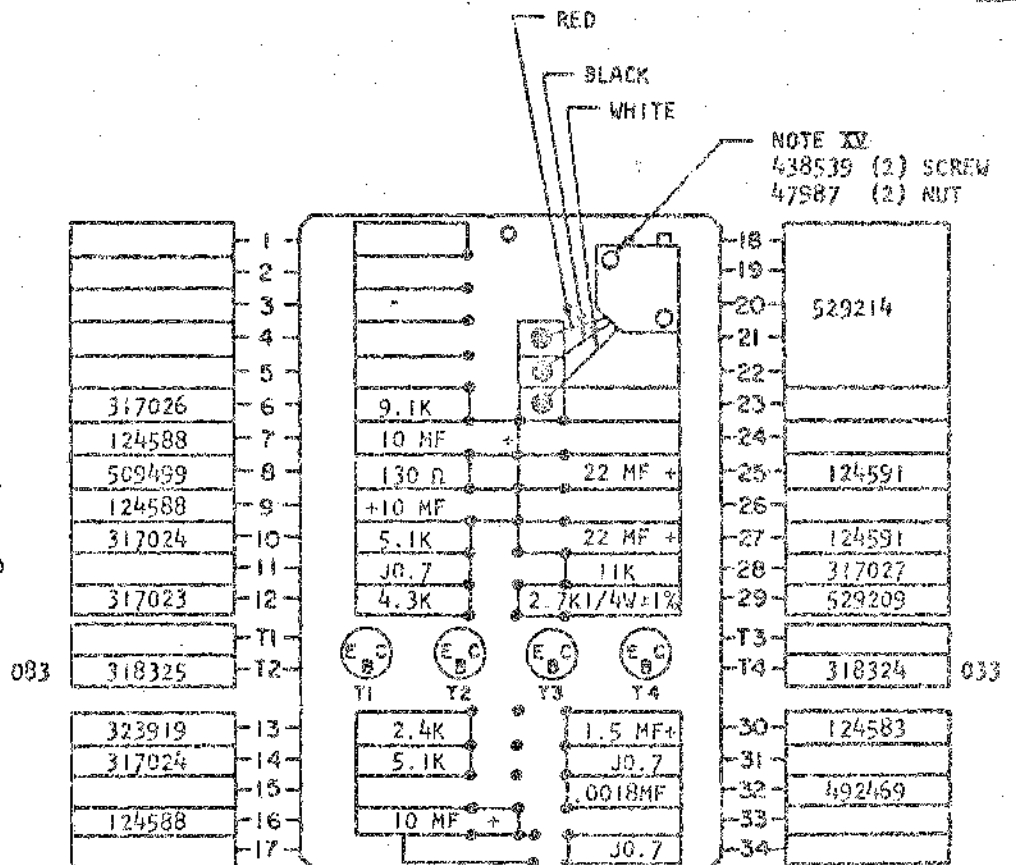 RED
BLACK
WHITE
NOTE XV
438539 (2) SCREW
47987 (2) NUT
1 18
2 19
3 20 529214
4 21
5 22
317026 6 9.1K 23
124588 7 10 MF + 24
509499 8 130 Ω 22 MF + 25 124591
124588 9 +10 MF 26
317024 10 5.1K 22 MF + 27 124591
11 J0.7 11K 28 317027
317023 12 4.3K 2.7K1/4W±1% 29 529209
T1 E B C E B C E B C E B C T3
083 318325 T2 T4 318324 033
T1 T2 T3 T4
323919 13 2.4K 1.5 MF+ 30 124583
317024 14 5.1K J0.7 31
15 .0018MF 32 492469
124588 16 10 MF + 33
17 J0.7 34